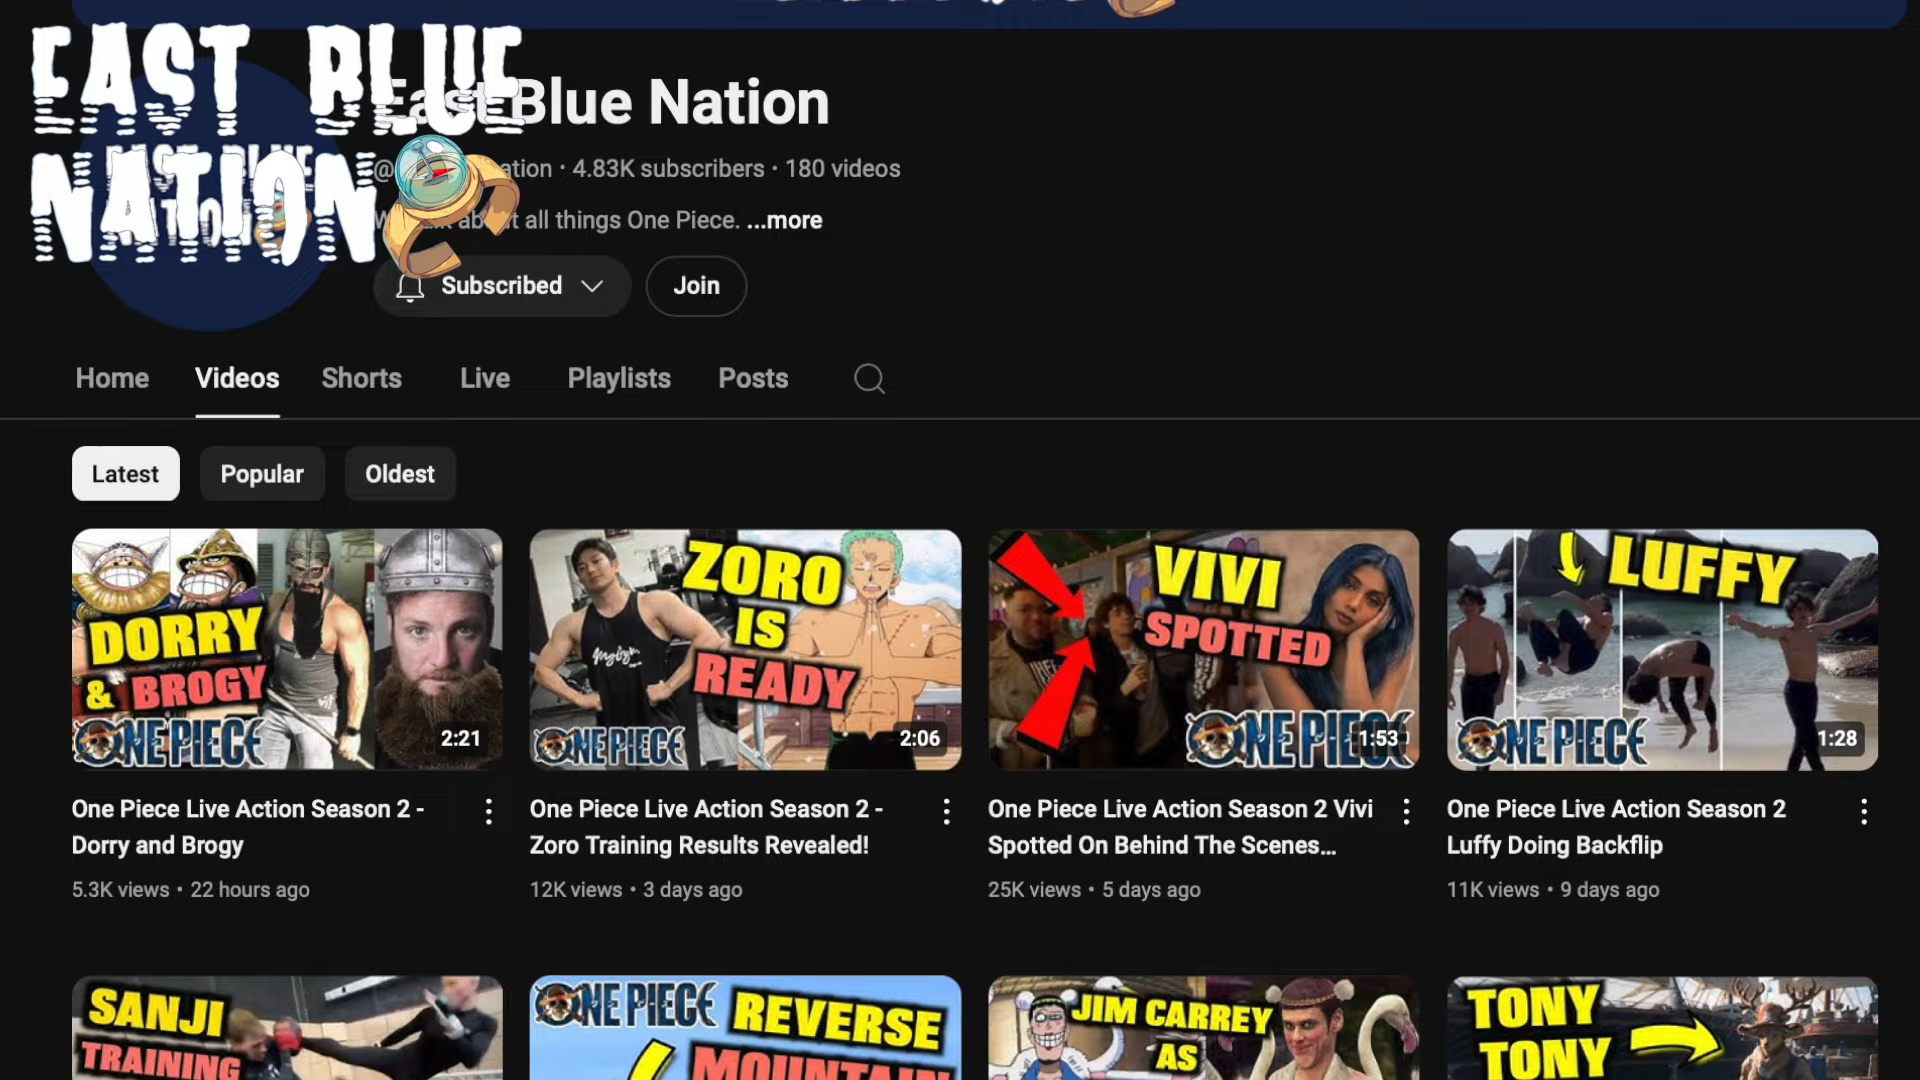 EAST BLUE
NATION
East Blue Nation
4.83K subscribers · 180 videos
all things One Piece. ...more
Subscribed
Join
Home
Videos
Shorts
Live
Playlists
Posts
Latest
Popular
Oldest
DORRY
& BROGY
ONE PIECE
2:21
ZORO
IS
READY
ONE PIECE
2:06
VIVI
SPOTTED
ONE PIECE
1:53
LUFFY
ONE PIECE
1:28
One Piece Live Action Season 2 -
Dorry and Brogy
5.3K views · 22 hours ago
One Piece Live Action Season 2 -
Zoro Training Results Revealed!
12K views · 3 days ago
One Piece Live Action Season 2 Vivi
Spotted On Behind The Scenes...
25K views · 5 days ago
One Piece Live Action Season 2
Luffy Doing Backflip
11K views · 9 days ago
SANJI
TRAINING
ONE PIECE
REVERSE
MOUNTAIN
JIM CARREY
AS
TONY
TONY